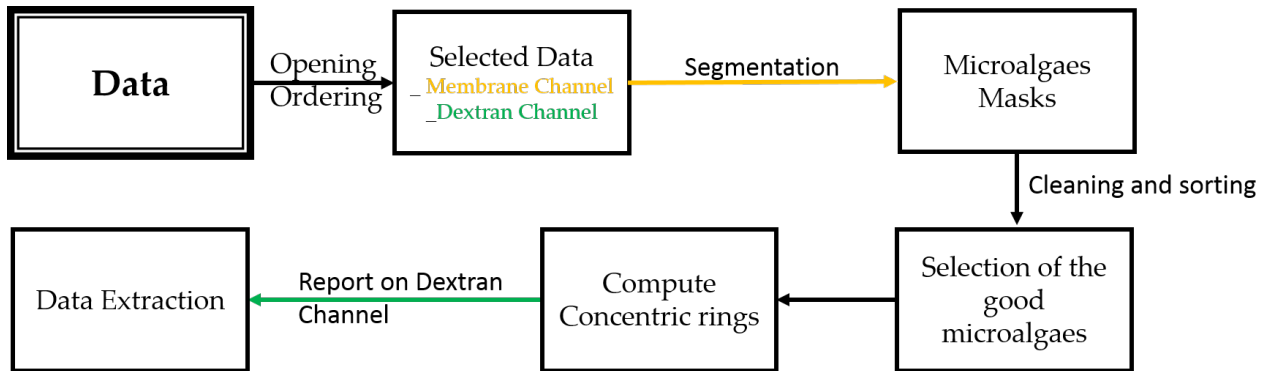 Data
Opening
Ordering
Selected Data
_ Membrane Channel
_Dextran Channel
Segmentation
Microalgaes
Masks
Cleaning and sorting
Selection of the
good
microalgaes
Compute
Concentric rings
Report on Dextran
Channel
Data Extraction